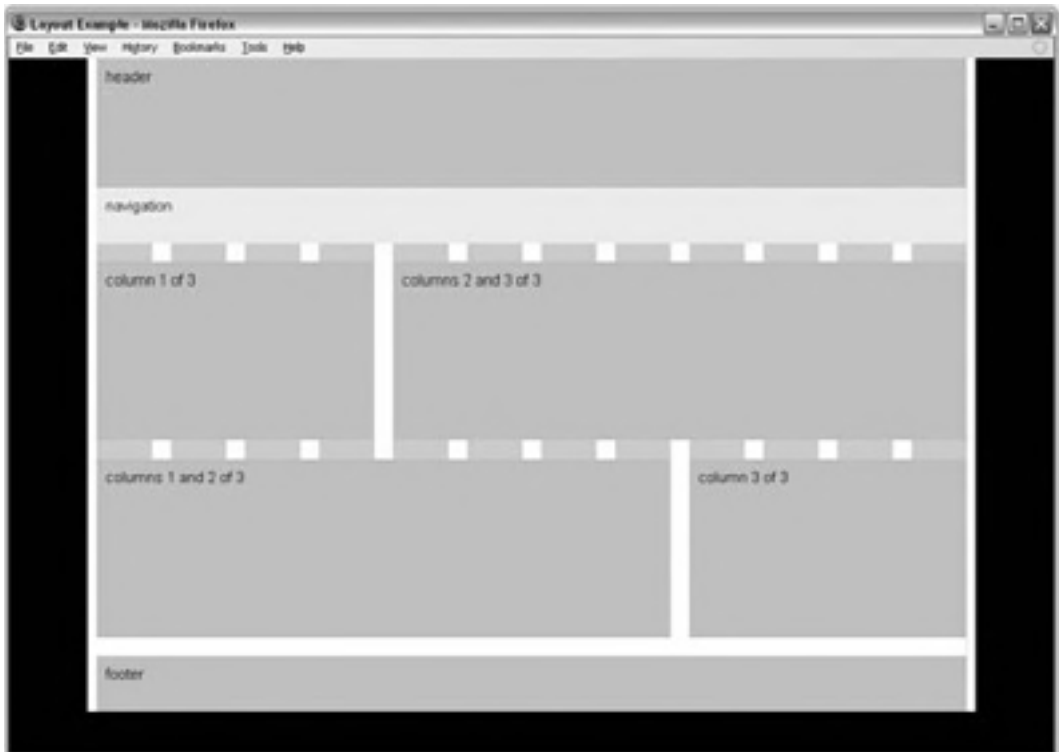 Layout Example - Mozilla Firefox
File Edit View History Bookmarks Tools Help
header
navigation
column 1 of 3
columns 2 and 3 of 3
columns 1 and 2 of 3
column 3 of 3
footer